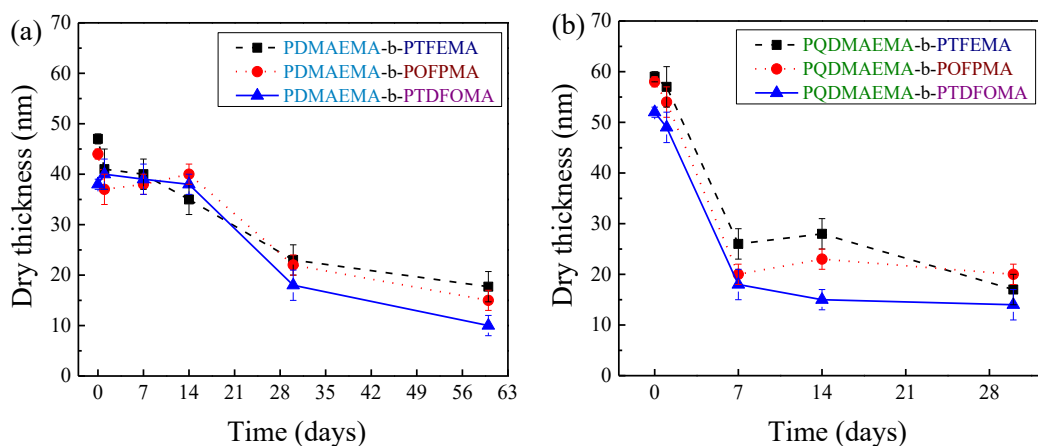 (a)
PDMAEMA-b-PTFEMA
PDMAEMA-b-POFPMA
PDMAEMA-b-PTDFOMA
Dry thickness (nm)
70
60
50
40
30
20
10
0
0 7 14 21 28 35 42 49 56 63
Time (days)
(b)
PQDMAEMA-b-PTFEMA
PQDMAEMA-b-POFPMA
PQDMAEMA-b-PTDFOMA
Dry thickness (nm)
70
60
50
40
30
20
10
0
0 7 14 21 28
Time (days)